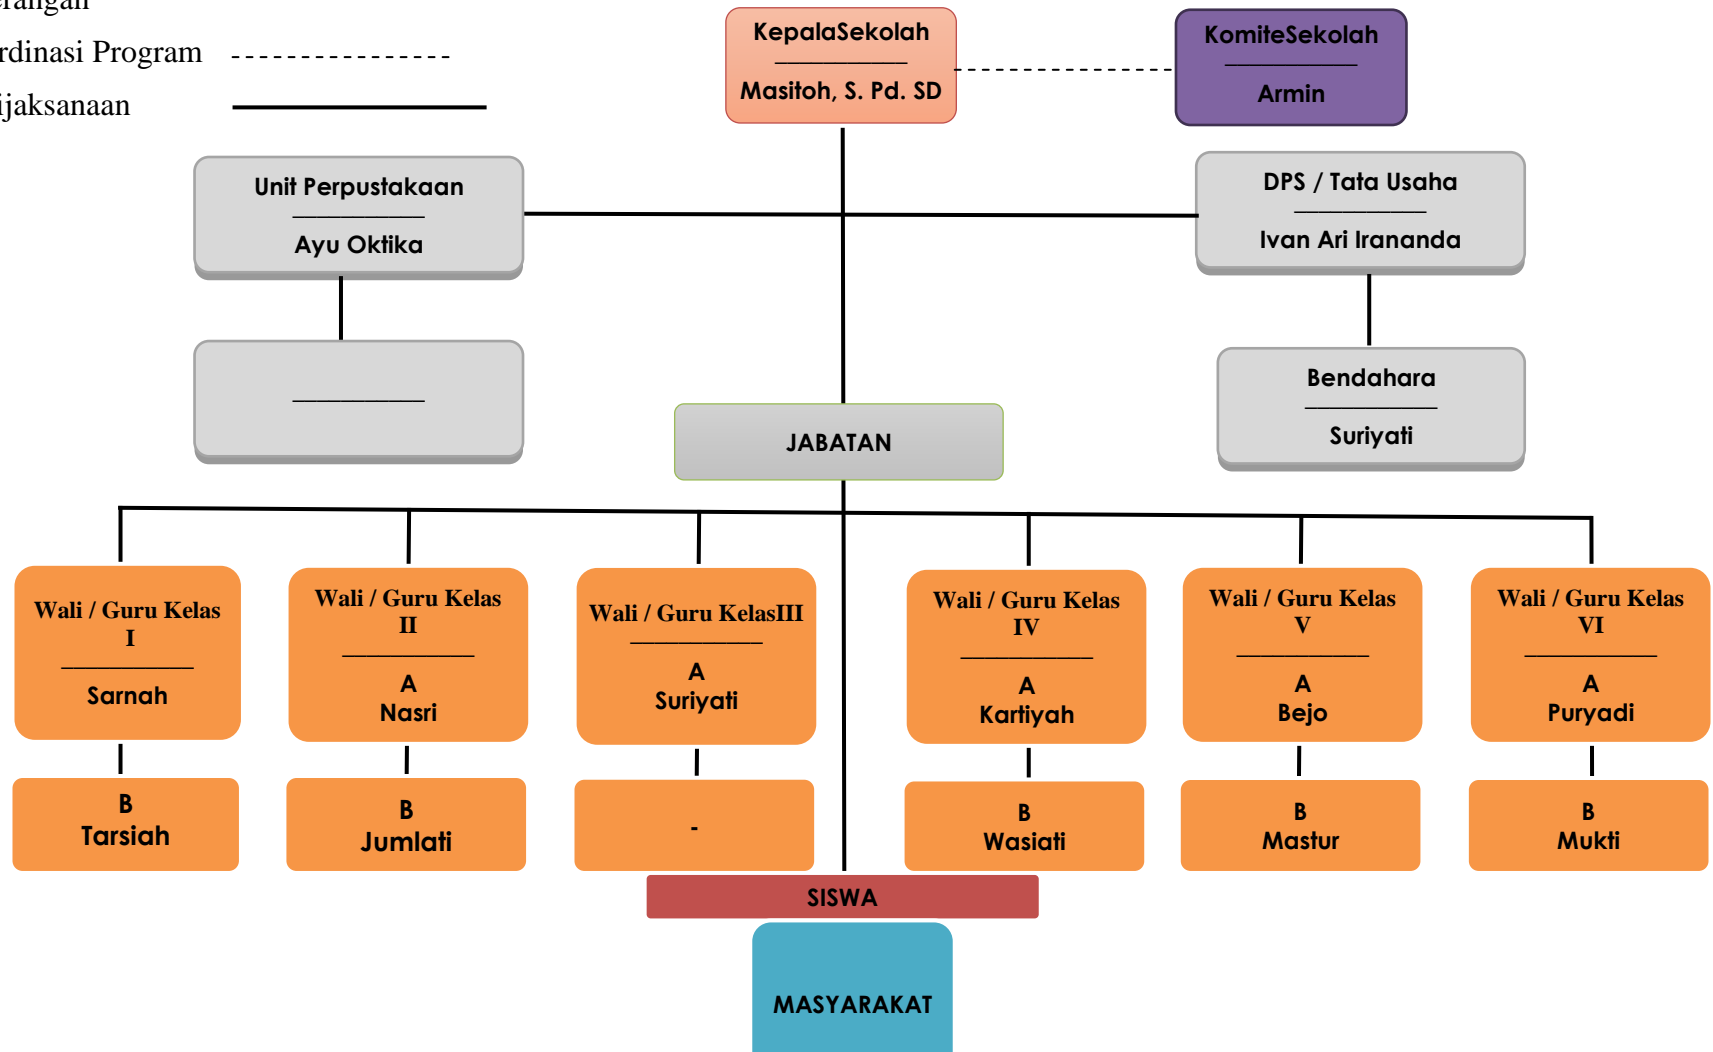 KepalaSekolah
Masitoh, S. Pd. SD
KomiteSekolah
Armin
rdinasi Program
ijaksanaan
Unit Perpustakaan
Ayu Oktika
DPS / Tata Usaha
Ivan Ari Irananda
Bendahara
Suriyati
JABATAN
Wali / Guru Kelas
I
Sarnah
Wali / Guru Kelas
II
A
Nasri
Wali / Guru KelasIII
A
Suriyati
Wali / Guru Kelas
IV
A
Kartiyah
Wali / Guru Kelas
V
A
Bejo
Wali / Guru Kelas
VI
A
Puryadi
B
Tarsiah
B
Jumlati
-
B
Wasiati
B
Mastur
B
Mukti
SISWA
MASYARAKAT